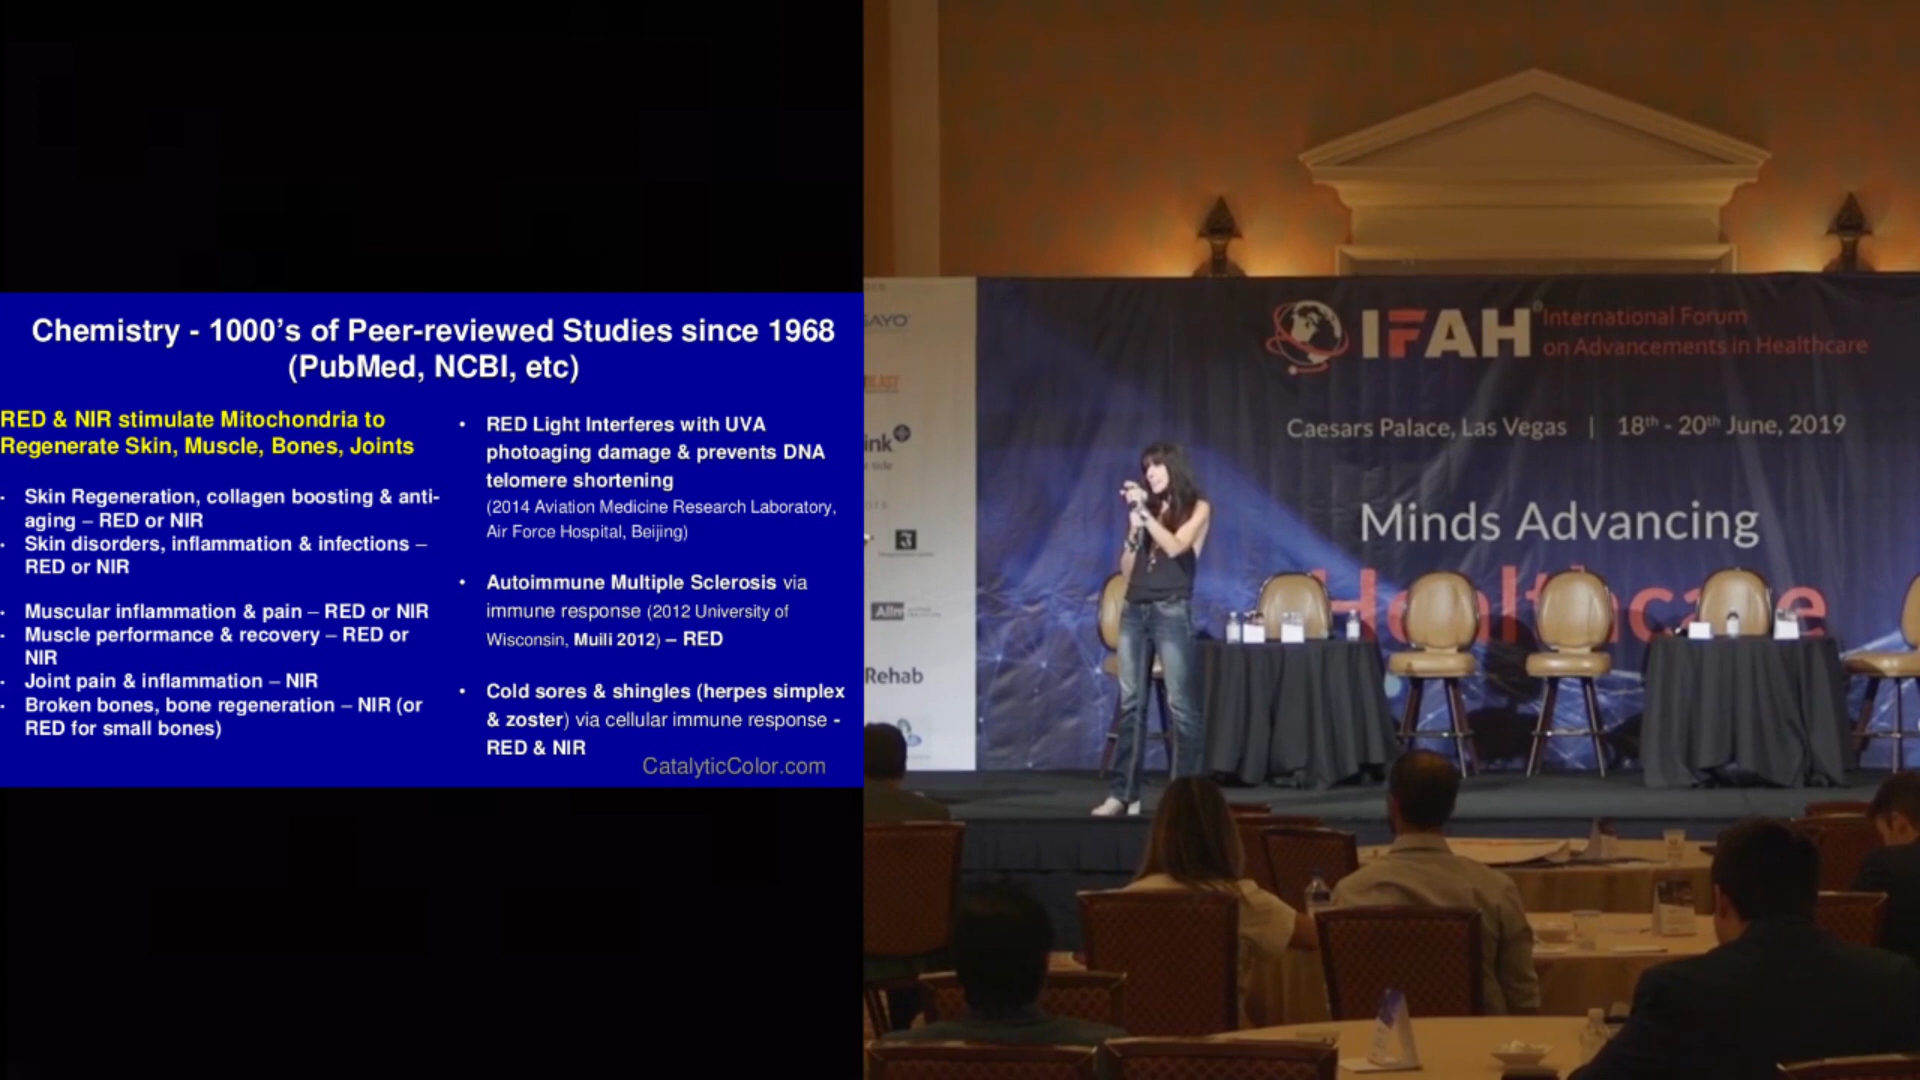 Chemistry - 1000's of Peer-reviewed Studies since 1968
(PubMed, NCBI, etc)
RED & NIR stimulate Mitochondria to
Regenerate Skin, Muscle, Bones, Joints
• Skin Regeneration, collagen boosting & anti-
aging – RED or NIR
• Skin disorders, inflammation & infections –
RED or NIR
• Muscular inflammation & pain – RED or NIR
• Muscle performance & recovery – RED or
NIR
• Joint pain & inflammation – NIR
• Broken bones, bone regeneration – NIR (or
RED for small bones)
• RED Light Interferes with UVA
photoaging damage & prevents DNA
telomere shortening
(2014 Aviation Medicine Research Laboratory,
Air Force Hospital, Beijing)
• Autoimmune Multiple Sclerosis via
immune response (2012 University of
Wisconsin, Muili 2012) – RED
• Cold sores & shingles (herpes simplex
& zoster) via cellular immune response -
RED & NIR
CatalyticColor.com
IFAH®
International Forum
on Advancements in Healthcare
Caesars Palace, Las Vegas | 18th - 20th June, 2019
Minds Advancing
Healthcare
Rehab